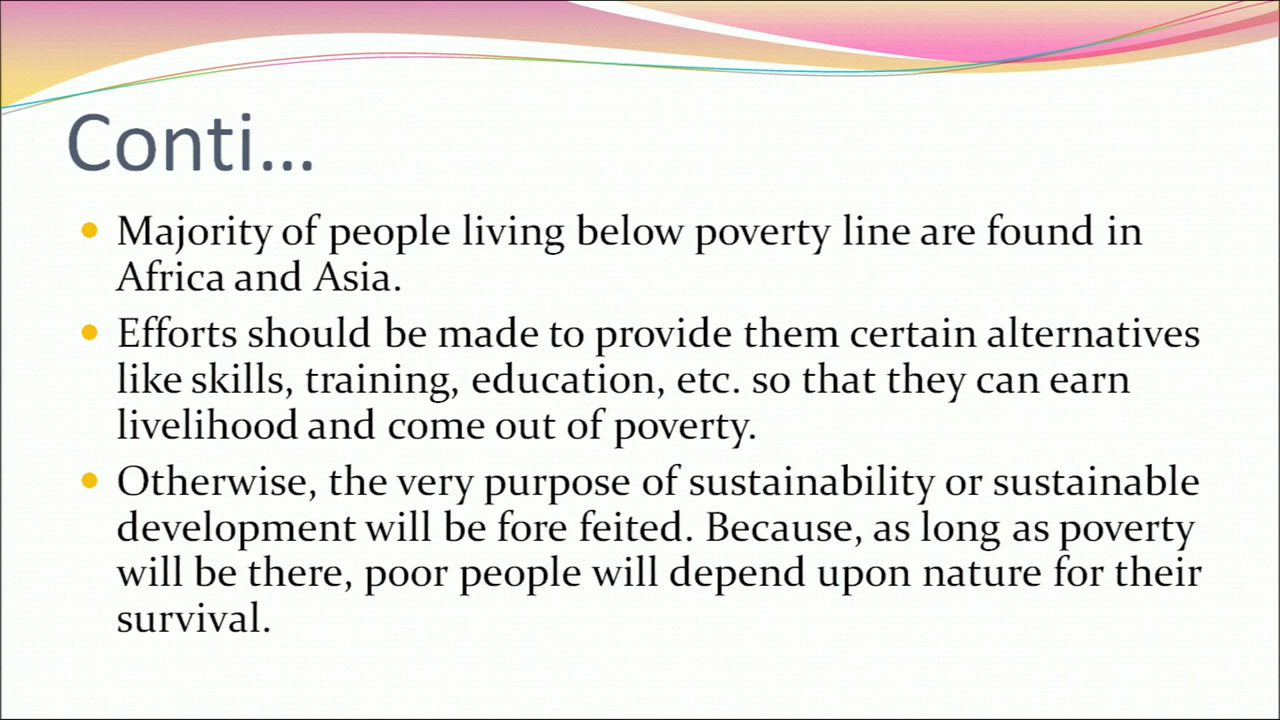 Conti...
• Majority of people living below poverty line are found in
Africa and Asia.
• Efforts should be made to provide them certain alternatives
like skills, training, education, etc. so that they can earn
livelihood and come out of poverty.
• Otherwise, the very purpose of sustainability or sustainable
development will be fore feited. Because, as long as poverty
will be there, poor people will depend upon nature for their
survival.